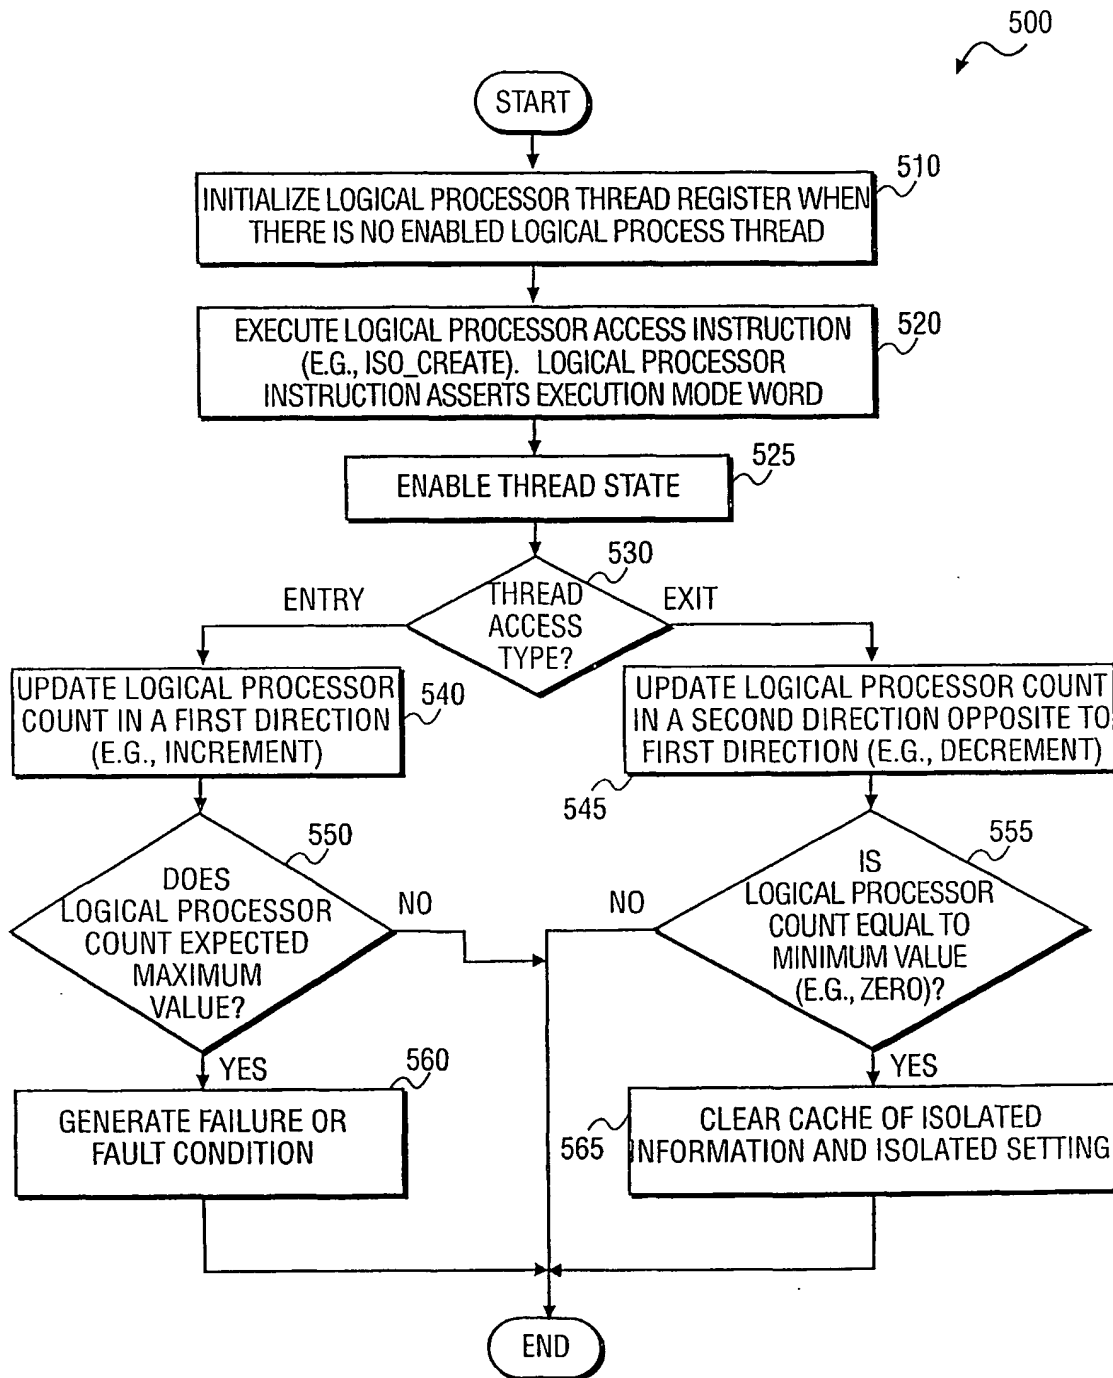 500
START
510
INITIALIZE LOGICAL PROCESSOR THREAD REGISTER WHEN
THERE IS NO ENABLED LOGICAL PROCESS THREAD
EXECUTE LOGICAL PROCESSOR ACCESS INSTRUCTION
(E.G., ISO_CREATE). LOGICAL PROCESSOR
INSTRUCTION ASSERTS EXECUTION MODE WORD
520
525
ENABLE THREAD STATE
530
ENTRY
THREAD
ACCESS
TYPE?
EXIT
UPDATE LOGICAL PROCESSOR
COUNT IN A FIRST DIRECTION
(E.G., INCREMENT)
540
UPDATE LOGICAL PROCESSOR COUNT
IN A SECOND DIRECTION OPPOSITE TO
FIRST DIRECTION (E.G., DECREMENT)
545
550
DOES
LOGICAL PROCESSOR
COUNT EXPECTED
MAXIMUM
VALUE?
NO
555
IS
LOGICAL PROCESSOR
COUNT EQUAL TO
MINIMUM VALUE
(E.G., ZERO)?
NO
YES
560
GENERATE FAILURE OR
FAULT CONDITION
YES
565
CLEAR CACHE OF ISOLATED
INFORMATION AND ISOLATED SETTING
END